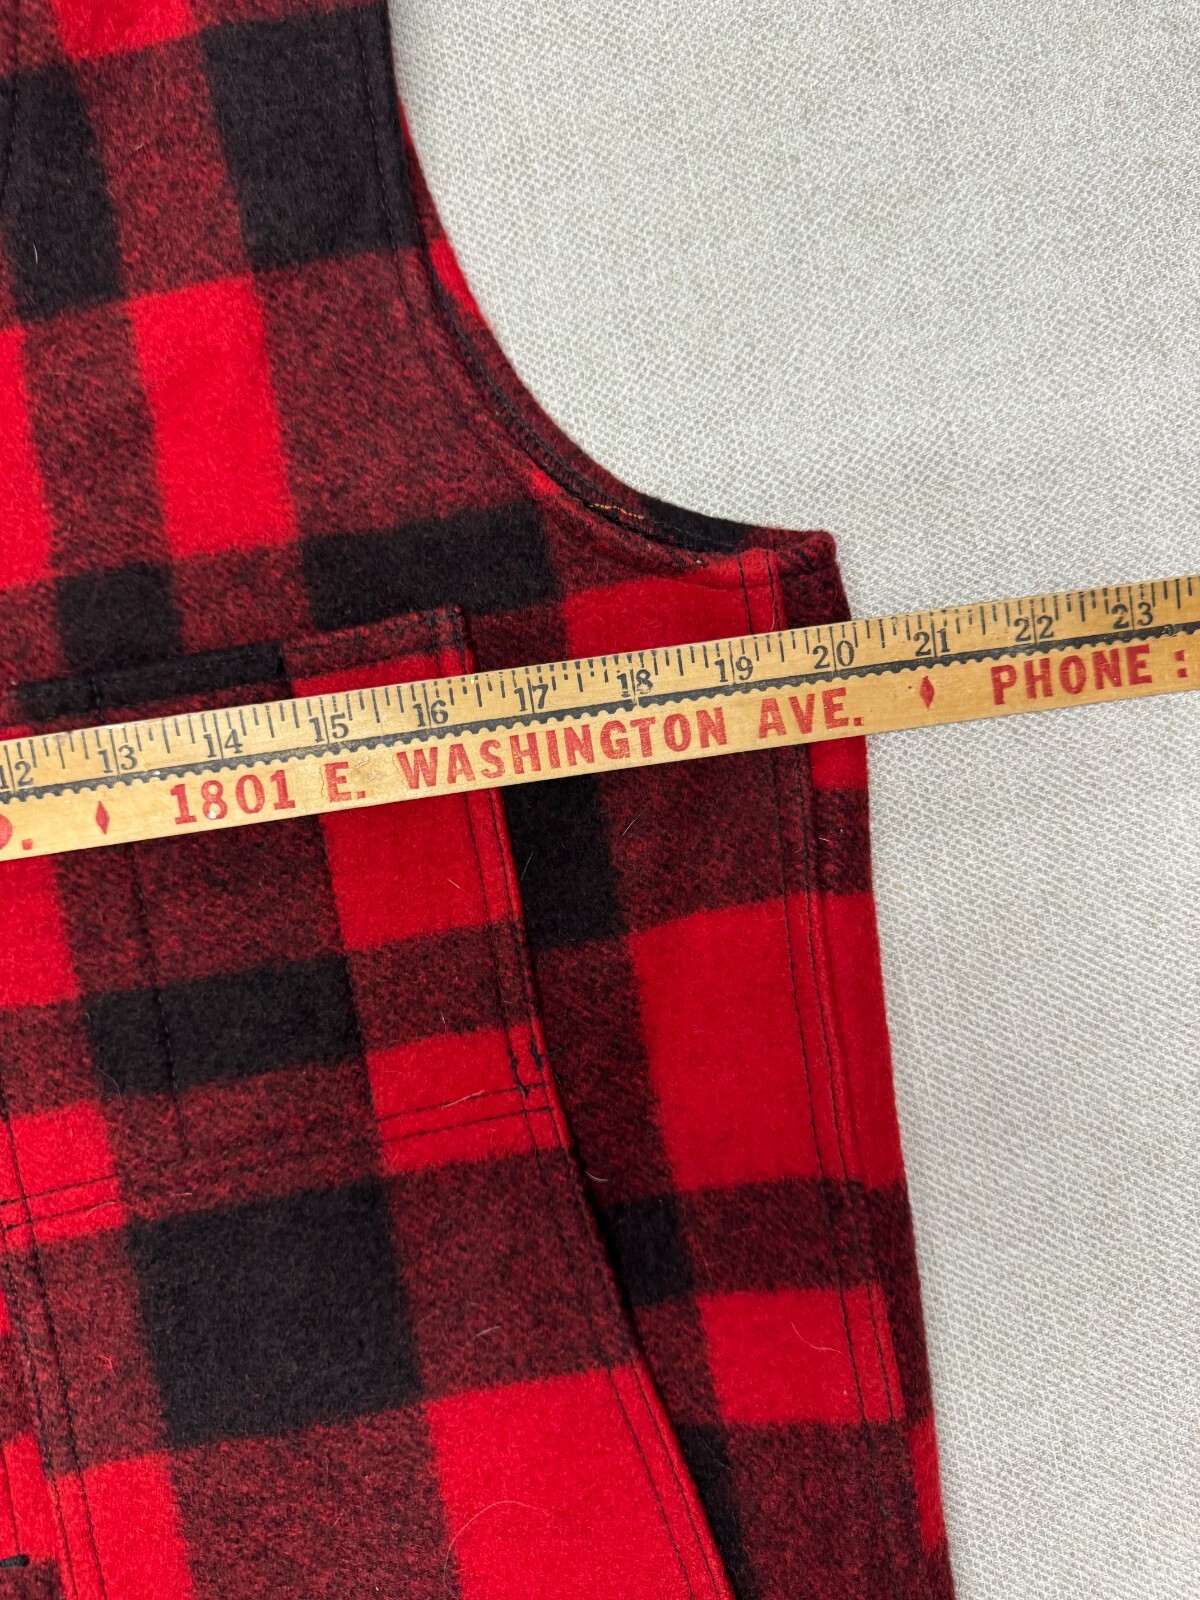 12 13 14 15 16 17 18 19 20 21 22 23
. ♦ 1801 E. WASHINGTON AVE. ♦ PHONE :